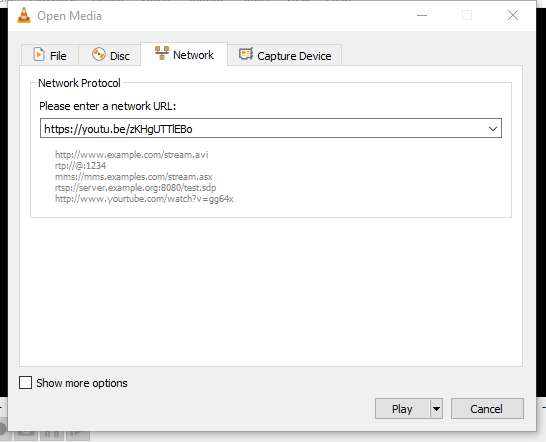 Open Media
File
Disc
Network
Capture Device
Network Protocol
Please enter a network URL:
https://youtu.be/zKHgUTTlEBo
http://www.example.com/stream.avi
rtp://@:1234
mms://mms.examples.com/stream.asx
rtsp://server.example.org:8080/test.sdp
http://www.yourtube.com/watch?v=gg64x
Show more options
Play
Cancel